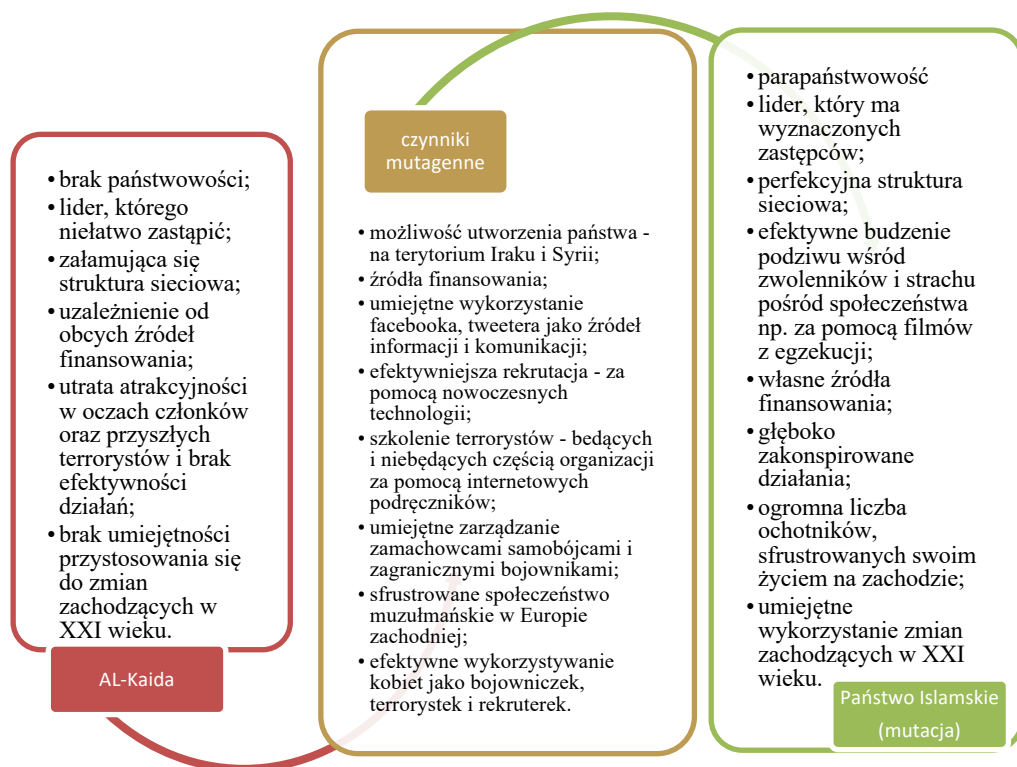 • brak państwowości;
• lider, którego
niełatwo zastąpić;
• załamująca się
struktura sieciowa;
• uzależnienie od
obcych źródeł
finansowania;
• utrata atrakcyjności
w oczach członków
oraz przyszłych
terrorystów i brak
efektywności
działań;
• brak umiejętności
przystosowania się
do zmian
zachodzących w
XXI wieku.
AL-Kaida
czynniki
mutagenne
• możliwość utworzenia państwa -
na terytorium Iraku i Syrii;
• źródła finansowania;
• umiejętne wykorzystanie
facebooka, tweetera jako źródeł
informacji i komunikacji;
• efektywniejsza rekrutacja - za
pomocą nowoczesnych
technologii;
• szkolenie terrorystów - bedących
i niebędących częścią organizacji
za pomocą internetowych
podręczników;
• umiejętne zarządzanie
zamachowcami samobójcami i
zagranicznymi bojownikami;
• sfrustrowane społeczeństwo
muzułmańskie w Europie
zachodniej;
• efektywne wykorzystywanie
kobiet jako bojowniczek,
terrorystek i rekruterek.
• parapaństwowość
• lider, który ma
wyznaczonych
zastępców;
• perfekcyjna struktura
sieciowa;
• efektywne budzenie
podziwu wśród
zwolenników i strachu
pośród społeczeństwa
np. za pomocą filmów
z egzekucji;
• własne źródła
finansowania;
• głęboko
zakonspirowane
działania;
• ogromna liczba
ochotników,
sfrustrowanych swoim
życiem na zachodzie;
• umiejętne
wykorzystanie zmian
zachodzących w XXI
wieku.
Państwo Islamskie
(mutacja)